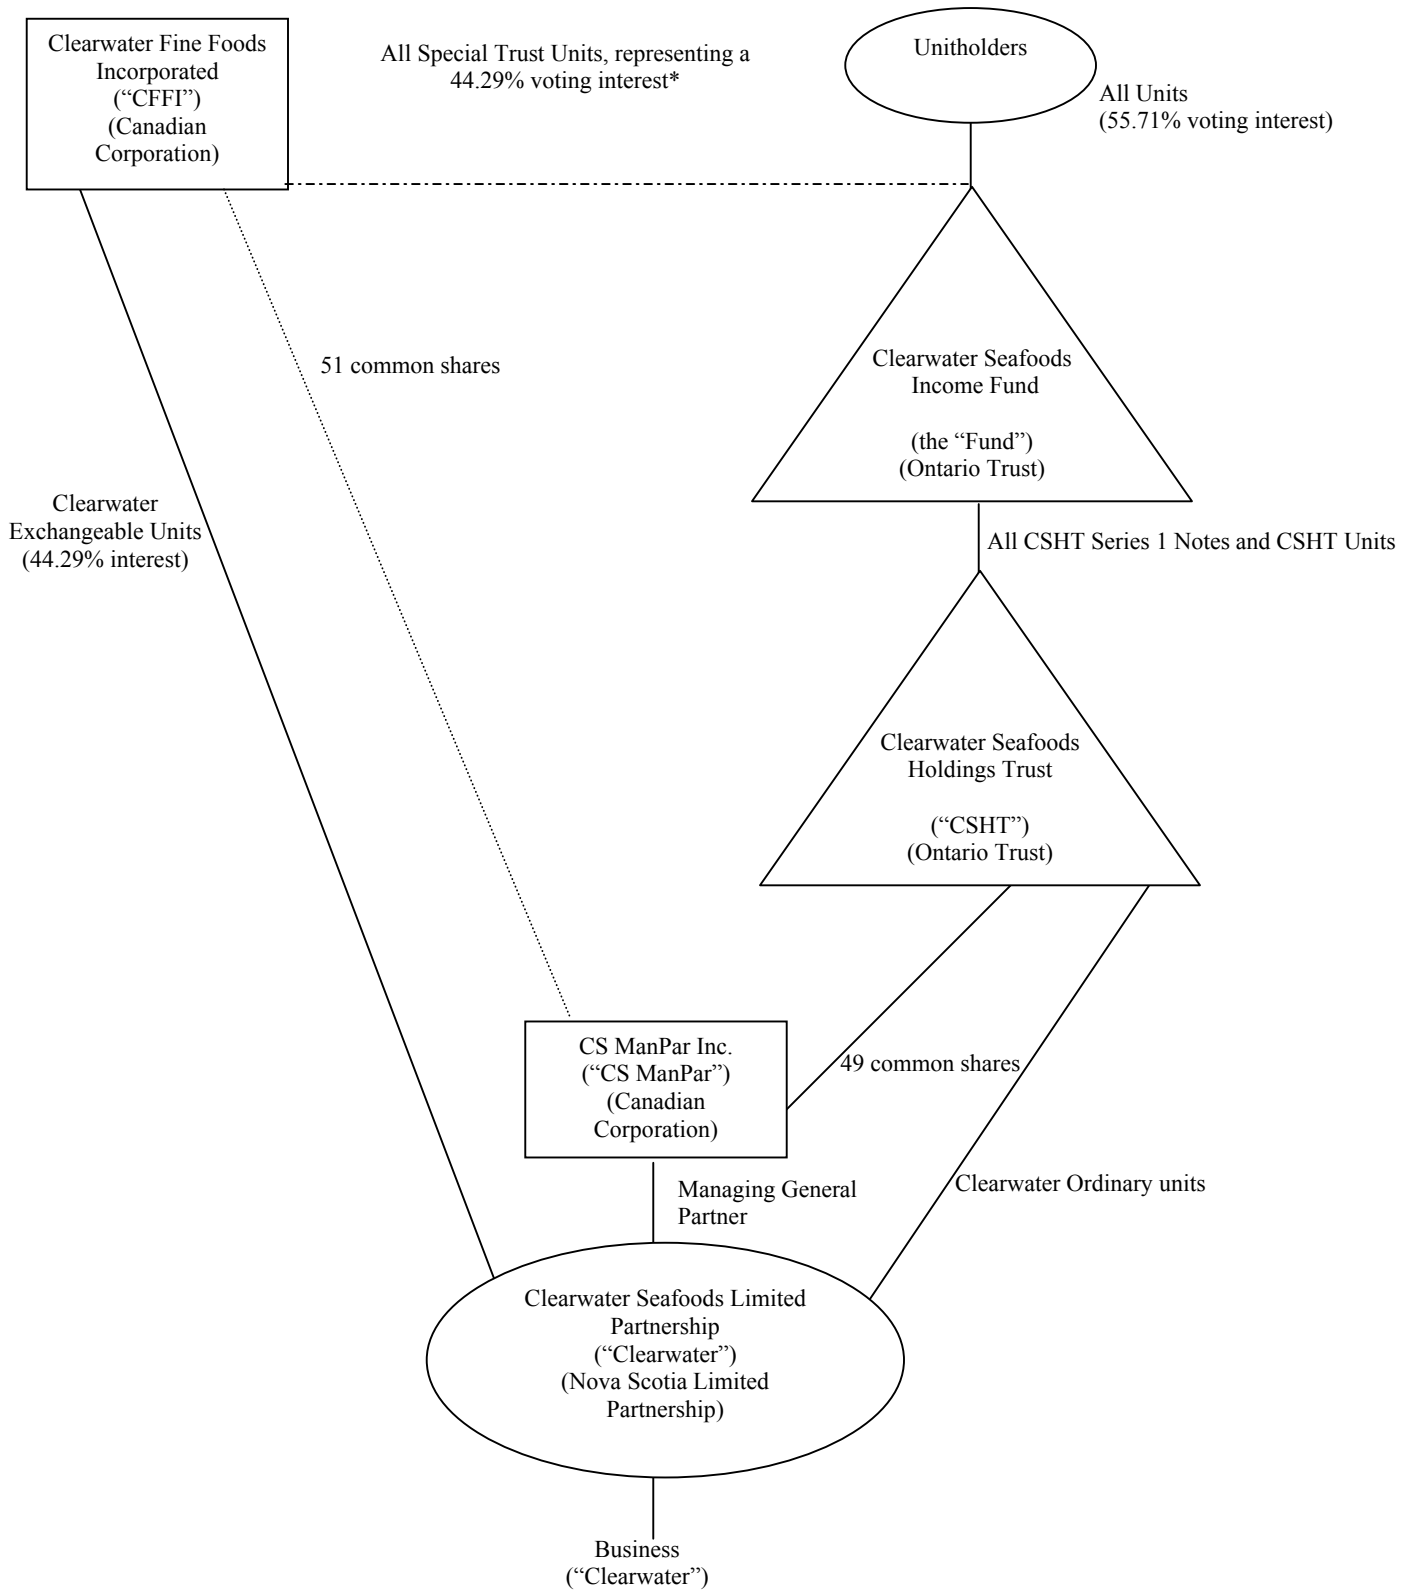 Clearwater Fine Foods
Incorporated
(“CFFI”)
(Canadian
Corporation)
All Special Trust Units, representing a
44.29% voting interest*
Unitholders
All Units
(55.71% voting interest)
51 common shares
Clearwater Seafoods
Income Fund
(the “Fund”)
(Ontario Trust)
Clearwater
Exchangeable Units
(44.29% interest)
All CSHT Series 1 Notes and CSHT Units
Clearwater Seafoods
Holdings Trust
(“CSHT”)
(Ontario Trust)
CS ManPar Inc.
(“CS ManPar”)
(Canadian
Corporation)
49 common shares
Managing General
Partner
Clearwater Ordinary units
Clearwater Seafoods Limited
Partnership
(“Clearwater”)
(Nova Scotia Limited
Partnership)
Business
(“Clearwater”)